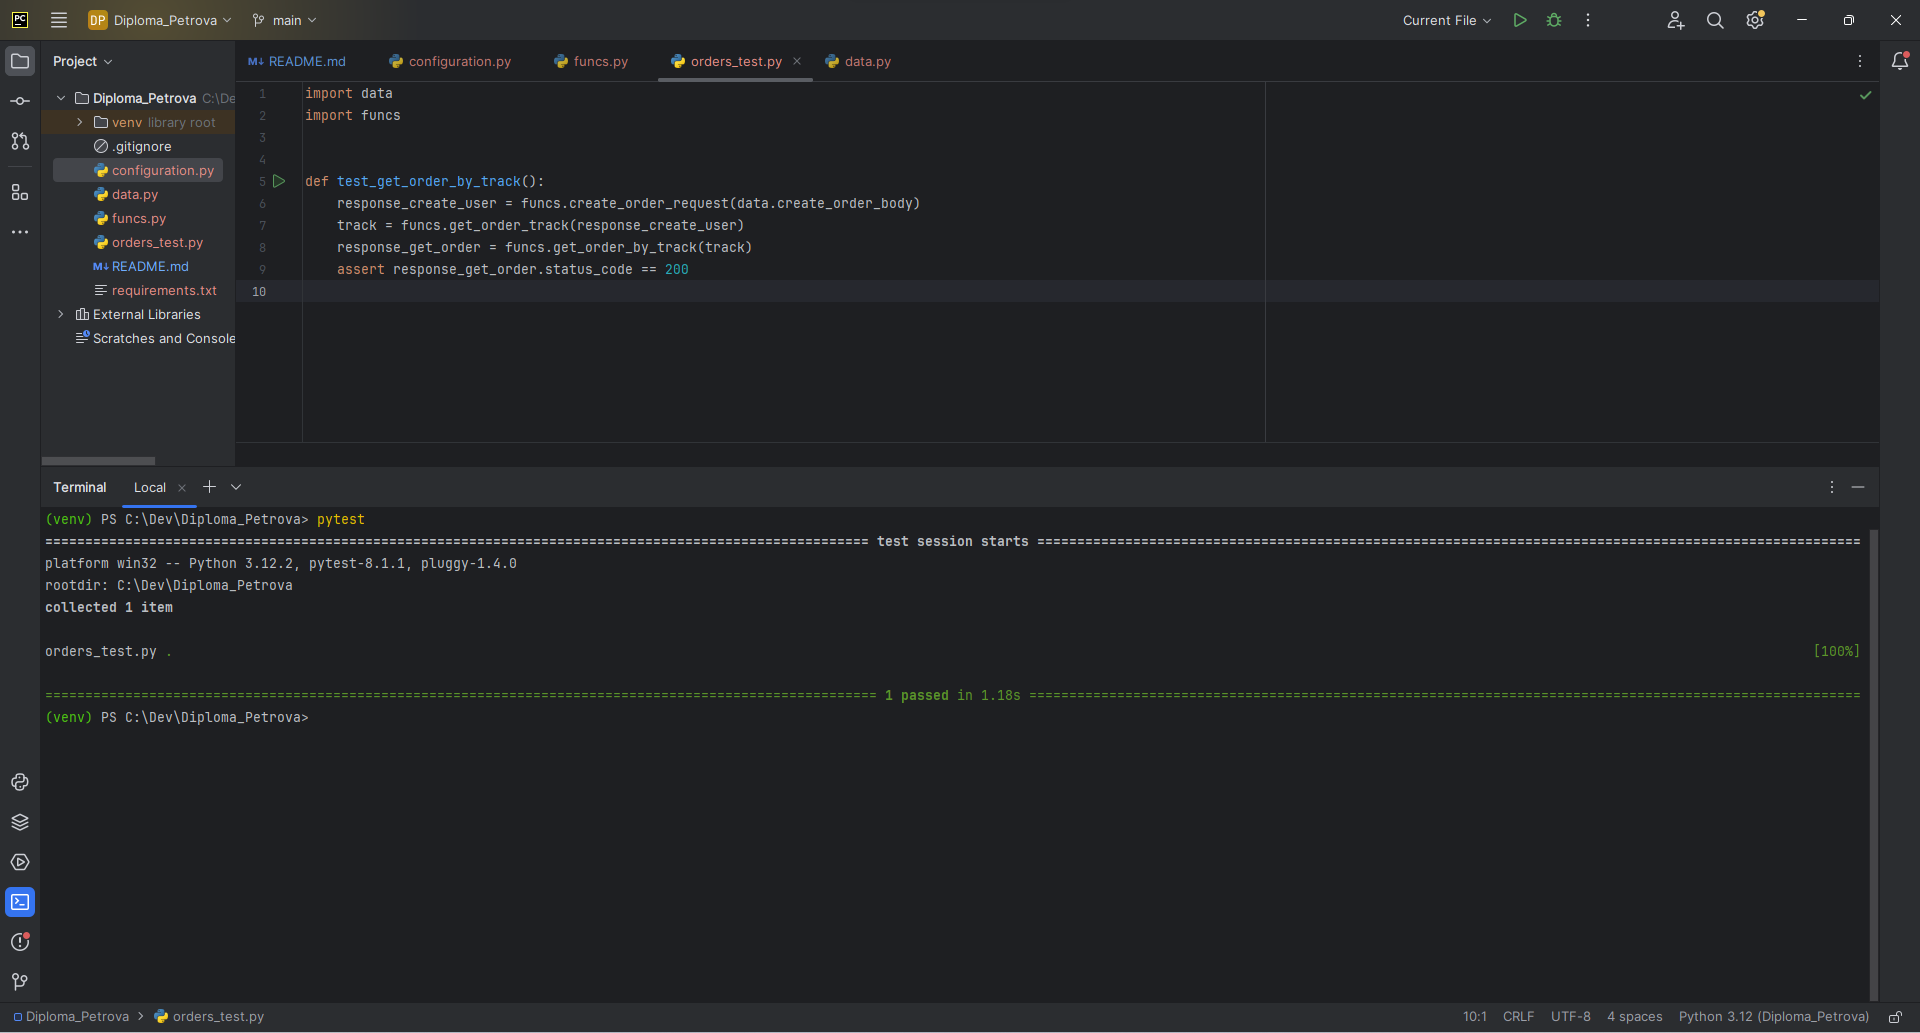 PC DP Diploma_Petrova main Current File
Project README.md configuration.py funcs.py orders_test.py data.py
Diploma_Petrova C:\De
venv library root
.gitignore
configuration.py
data.py
funcs.py
orders_test.py
README.md
requirements.txt
External Libraries
Scratches and Console
1 import data
2 import funcs
3
4
5 def test_get_order_by_track():
6 response_create_user = funcs.create_order_request(data.create_order_body)
7 track = funcs.get_order_track(response_create_user)
8 response_get_order = funcs.get_order_by_track(track)
9 assert response_get_order.status_code == 200
10
Terminal Local
(venv) PS C:\Dev\Diploma_Petrova> pytest
======================================================================================================= test session starts =======================================================================================================
platform win32 -- Python 3.12.2, pytest-8.1.1, pluggy-1.4.0
rootdir: C:\Dev\Diploma_Petrova
collected 1 item
orders_test.py . [100%]
======================================================================================================== 1 passed in 1.18s ========================================================================================================
(venv) PS C:\Dev\Diploma_Petrova>
Diploma_Petrova > orders_test.py 10:1 CRLF UTF-8 4 spaces Python 3.12 (Diploma_Petrova)